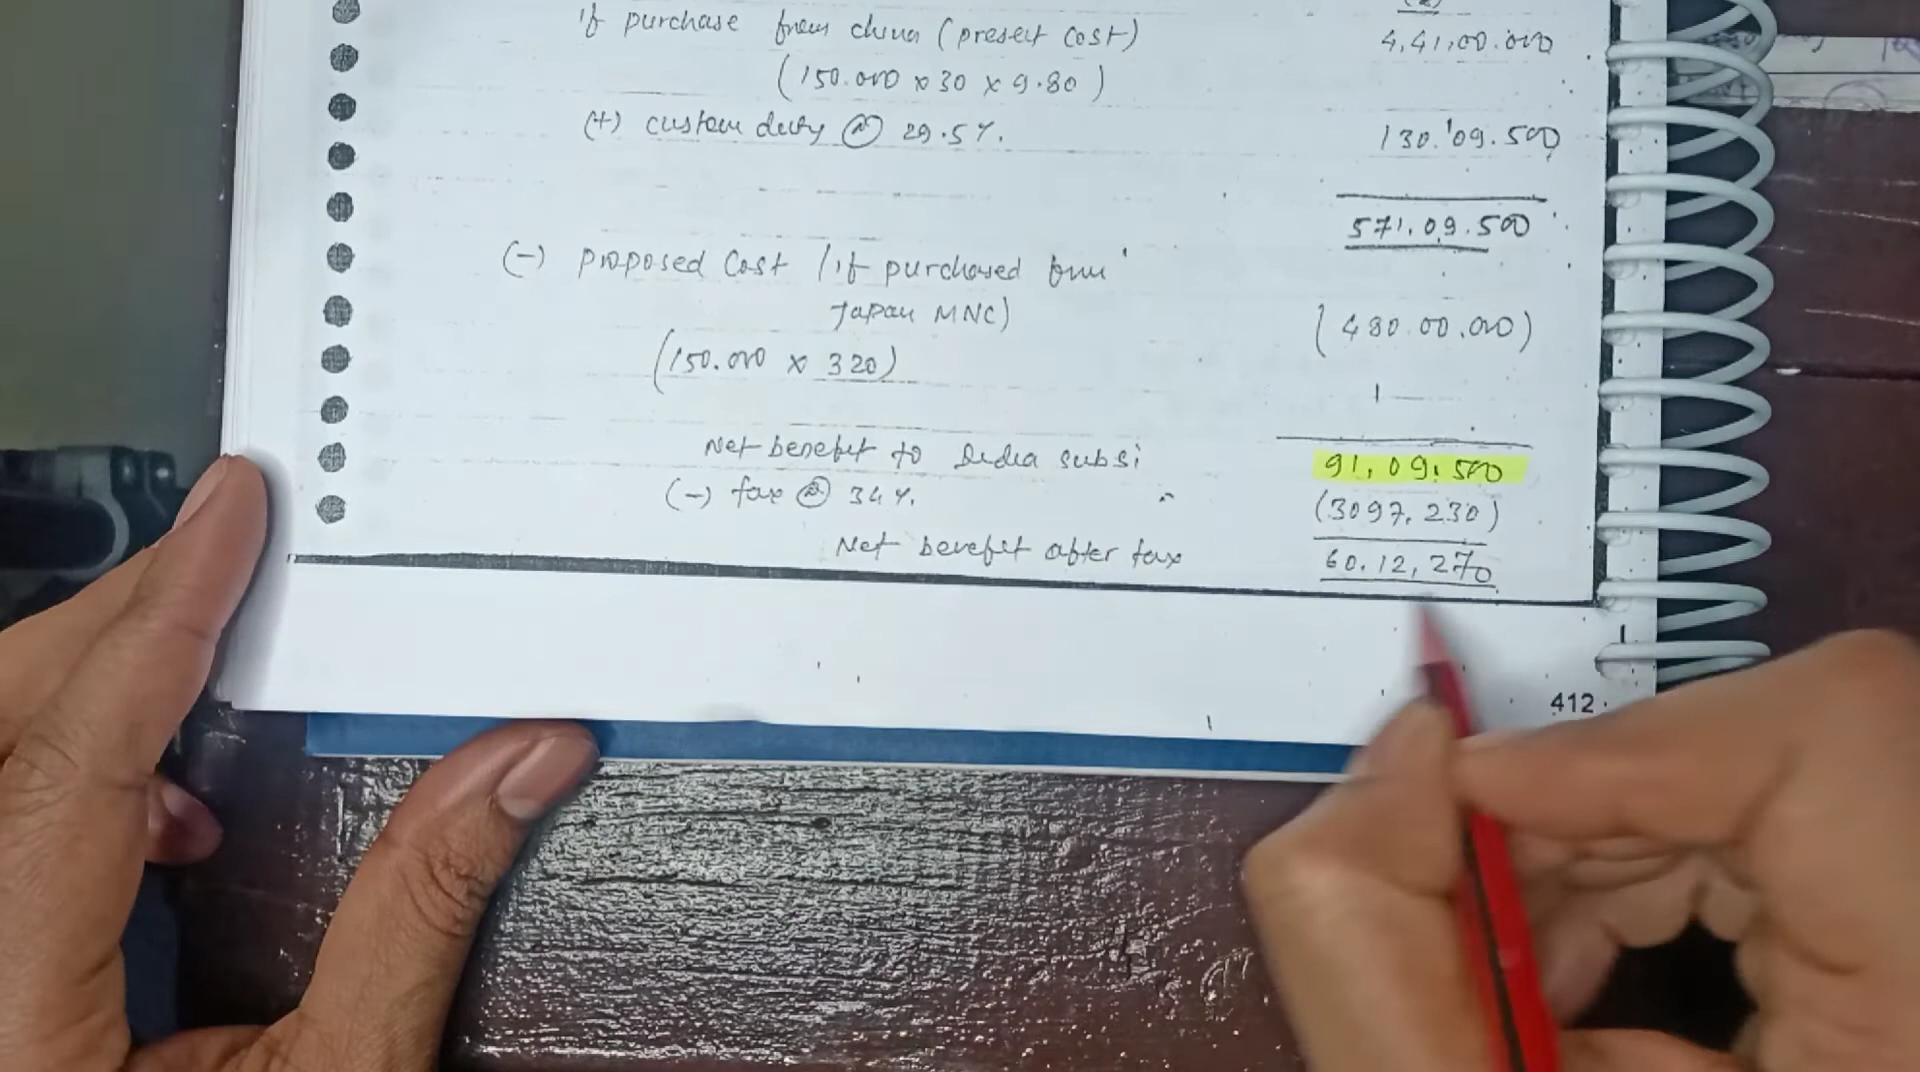 if purchase from china (present cost) 4,41,00,000
(150.000 x 30 x 9.80)
(+) custom duty @ 29.5%. 130,09.500
571,09.500
(-) proposed cost / if purchased from
Japan MNC) (480.00.000)
(150.000 x 320)
Net benefit to India subsi 91,09,500
(-) tax @ 34%. (3097,230)
Net benefit after tax 60.12,270
412